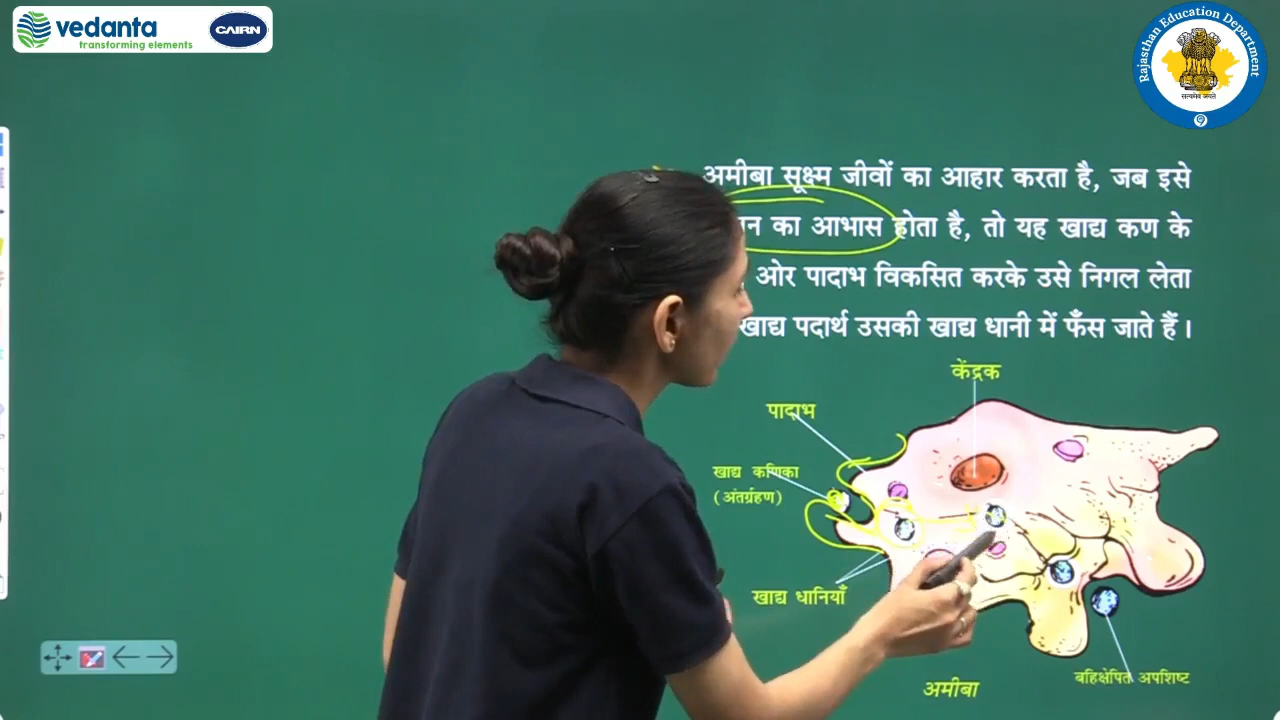 vedanta
transforming elements
CAIRN
Rajasthan Education Department
सत्यमेव जयते
अमीबा सूक्ष्म जीवों का आहार करता है, जब इसे
का आभास होता है, तो यह खाद्य कण के
ओर पादाभ विकसित करके उसे निगल लेता
खाद्य पदार्थ उसकी खाद्य धानी में फँस जाते हैं।
केंद्रक
पादाभ
खाद्य कणिका
(अंतर्ग्रहण)
खाद्य धानियाँ
बहिक्षेपित अपशिष्ट
अमीबा